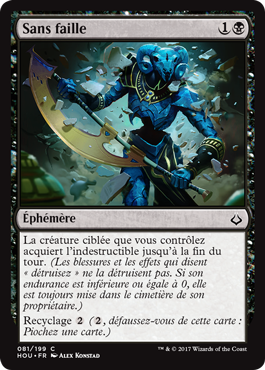 Sans faille 1
Éphémère
La créature ciblée que vous contrôlez
acquiert l'indestructible jusqu'à la fin du
tour. (Les blessures et les effets qui disent
« détruisez » ne la détruisent pas. Si son
endurance est inférieure ou égale à 0, elle
est toujours mise dans le cimetière de son
propriétaire.)
Recyclage 2 (2, défaussez-vous de cette carte :
Piochez une carte.)
081/199 C
HOU • FR Alex Konstad
™ & © 2017 Wizards of the Coast